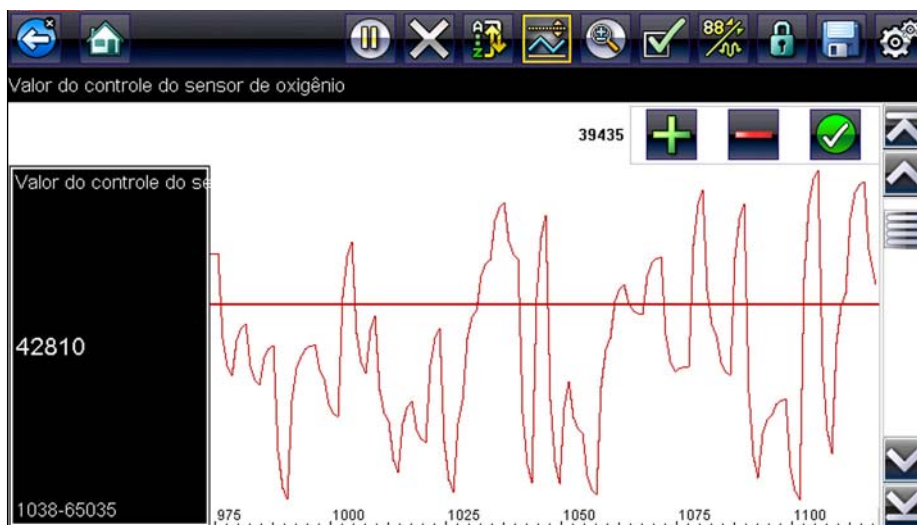 Valor do controle do sensor de oxigênio
39435
Valor do controle do se
42810
1038-65035
975 1000 1025 1050 1075 1100